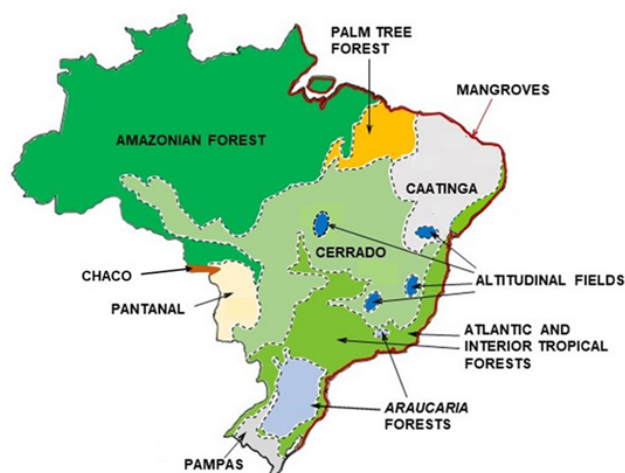 PALM TREE
FOREST
MANGROVES
AMAZONIAN FOREST
CAATINGA
CERRADO
CHACO
ALTITUDINAL FIELDS
PANTANAL
ATLANTIC AND
INTERIOR TROPICAL
FORESTS
ARAUCARIA
FORESTS
PAMPAS